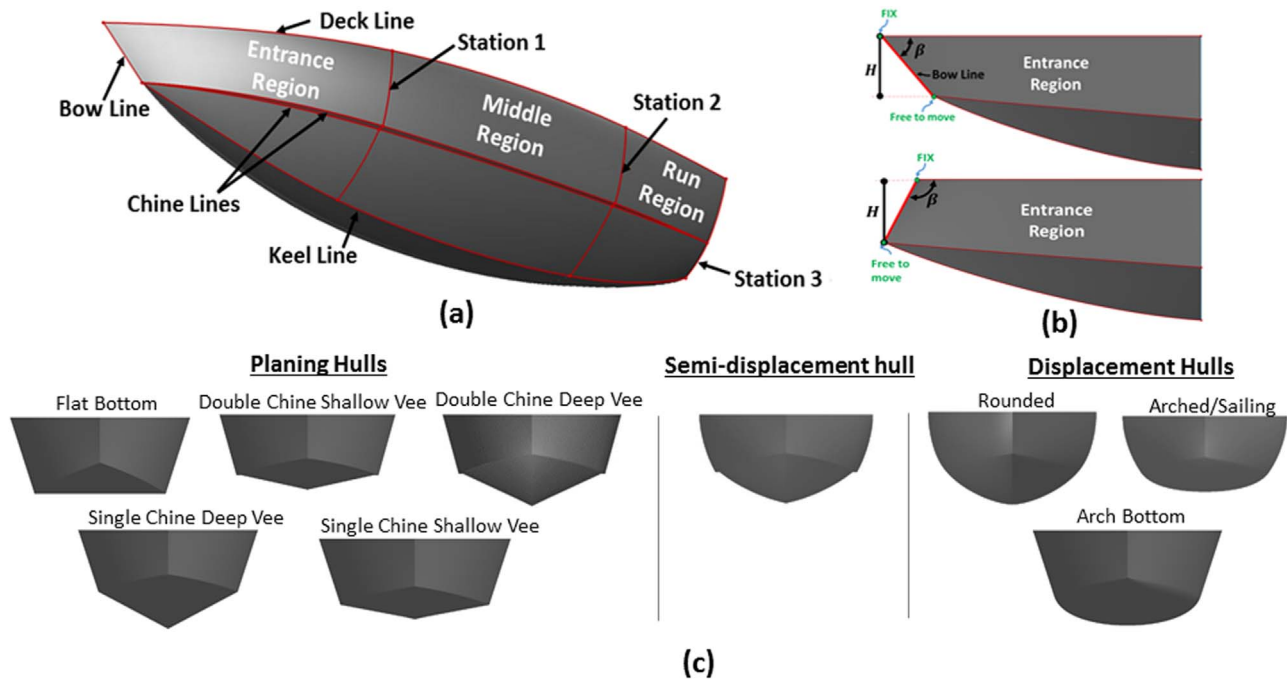 Deck Line
Station 1
Entrance
Region
Bow Line
Middle
Region
Station 2
Run
Region
Chine Lines
Keel Line
Station 3
(a)
FIX
β
H
Bow Line
Entrance
Region
Free to move
FIX
H
β
Entrance
Region
Free to
move
(b)
Planing Hulls
Semi-displacement hull
Displacement Hulls
Flat Bottom
Double Chine Shallow Vee
Double Chine Deep Vee
Rounded
Arched/Sailing
Single Chine Deep Vee
Single Chine Shallow Vee
Arch Bottom
(c)